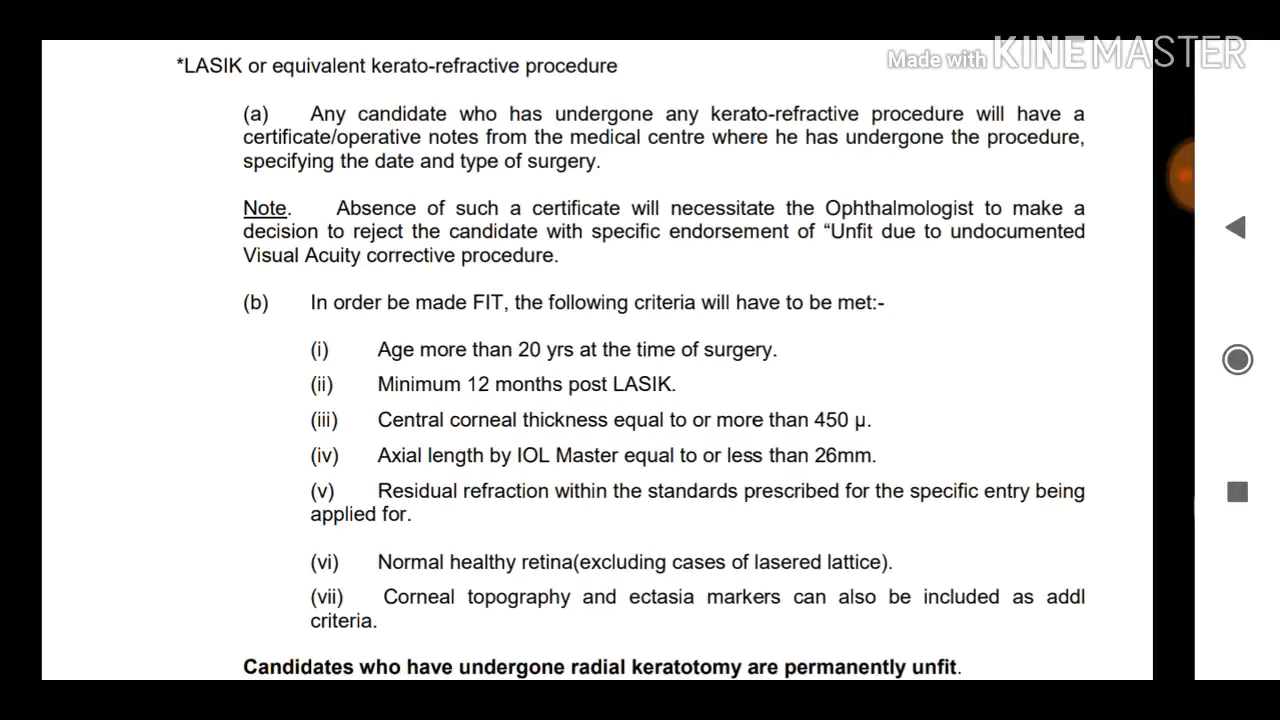 Made with KINEMASTER
*LASIK or equivalent kerato-refractive procedure
(a) Any candidate who has undergone any kerato-refractive procedure will have a
certificate/operative notes from the medical centre where he has undergone the procedure,
specifying the date and type of surgery.
Note. Absence of such a certificate will necessitate the Ophthalmologist to make a
decision to reject the candidate with specific endorsement of “Unfit due to undocumented
Visual Acuity corrective procedure.
(b) In order be made FIT, the following criteria will have to be met:-
(i) Age more than 20 yrs at the time of surgery.
(ii) Minimum 12 months post LASIK.
(iii) Central corneal thickness equal to or more than 450 µ.
(iv) Axial length by IOL Master equal to or less than 26mm.
(v) Residual refraction within the standards prescribed for the specific entry being
applied for.
(vi) Normal healthy retina(excluding cases of lasered lattice).
(vii) Corneal topography and ectasia markers can also be included as addl
criteria.
Candidates who have undergone radial keratotomy are permanently unfit.